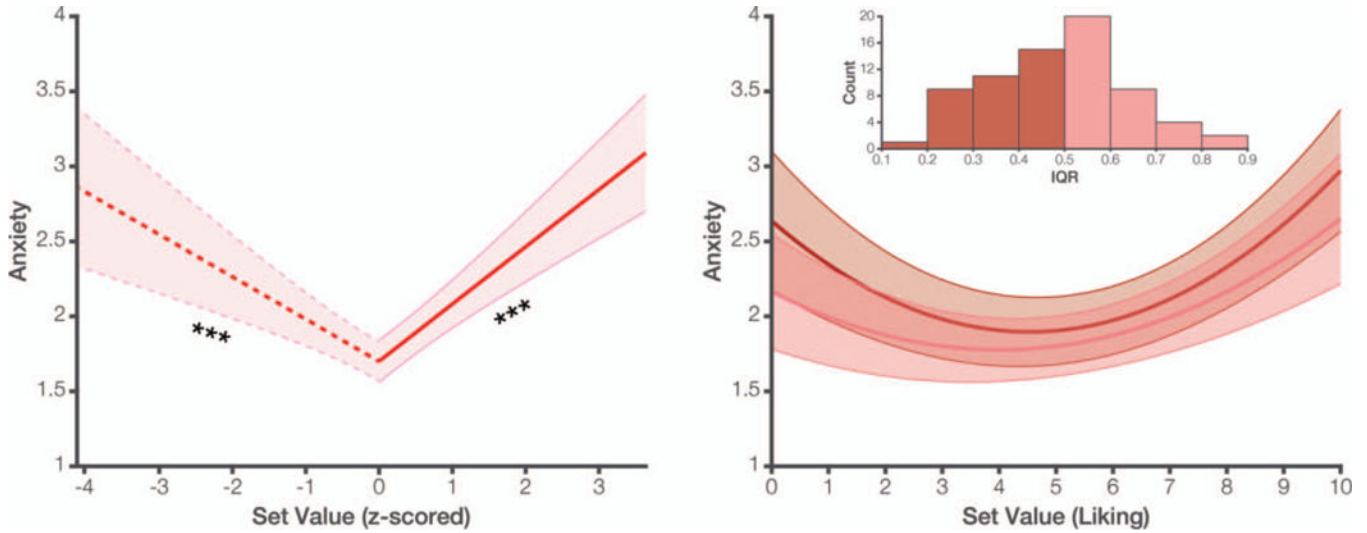 4
3.5
3
2.5
2
1.5
1
Anxiety
***
***
-4 -3 -2 -1 0 1 2 3
Set Value (z-scored)
4
3.5
3
2.5
2
1.5
1
Anxiety
20
16
12
8
4
0
Count
0.1 0.2 0.3 0.4 0.5 0.6 0.7 0.8 0.9
IQR
0 1 2 3 4 5 6 7 8 9 10
Set Value (Liking)